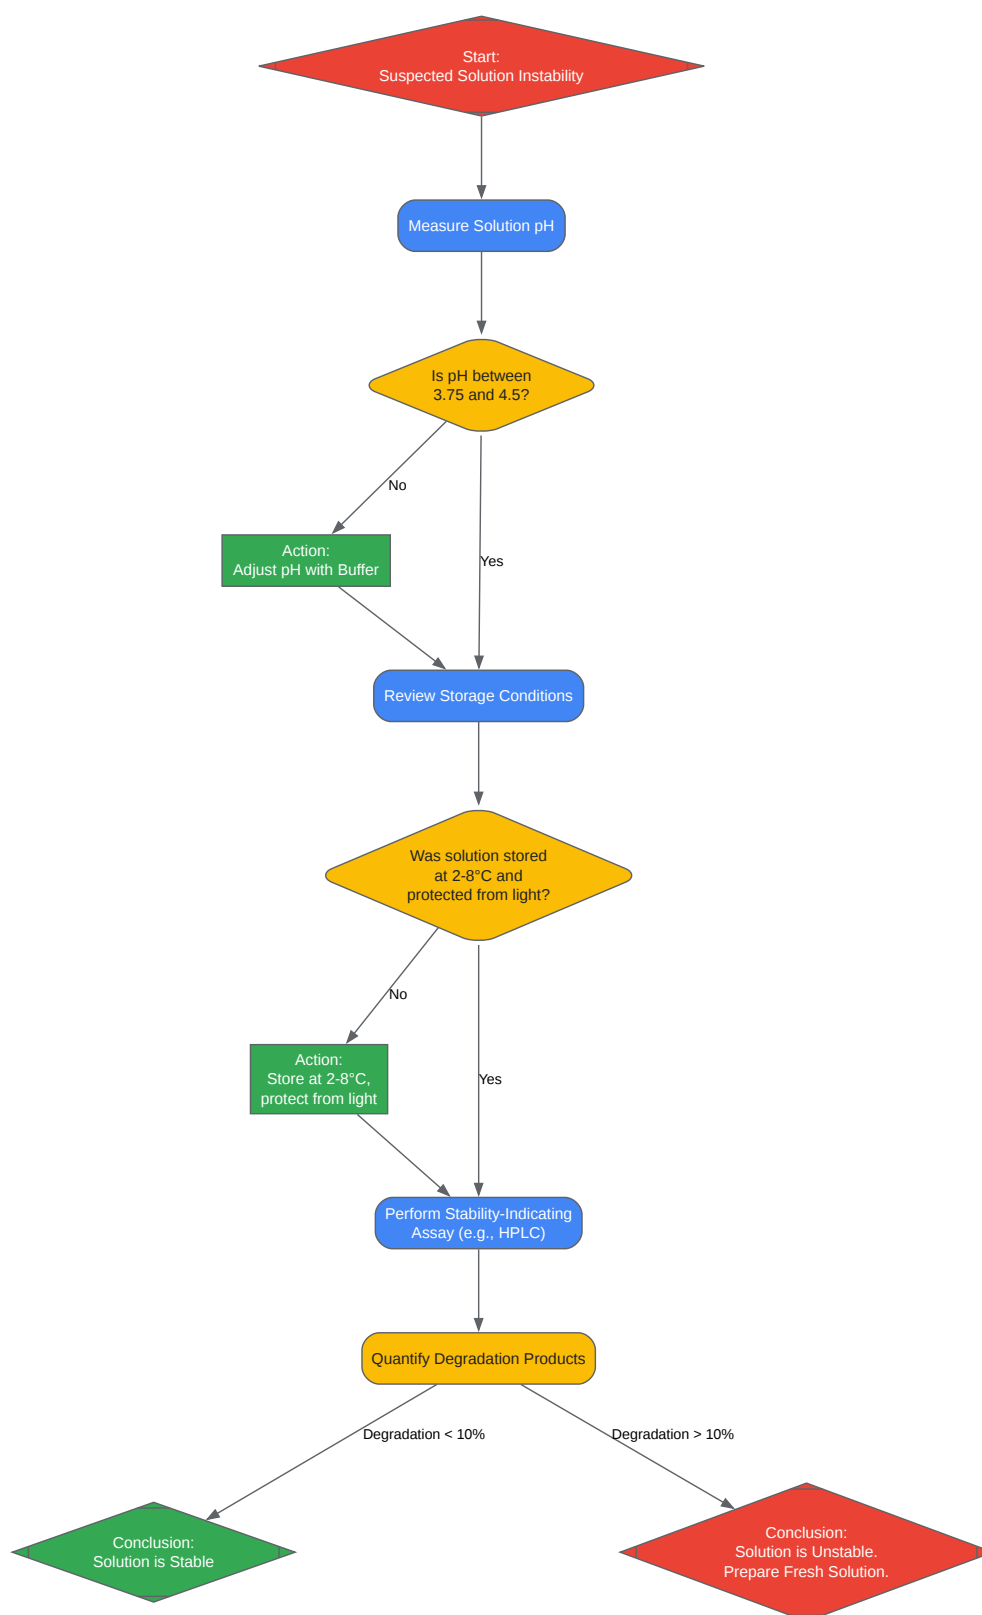 Start:
Suspected Solution Instability
Measure Solution pH
Is pH between
3.75 and 4.5?
No
Action:
Adjust pH with Buffer
Yes
Review Storage Conditions
Was solution stored
at 2-8°C and
protected from light?
No
Action:
Store at 2-8°C,
protect from light
Yes
Perform Stability-Indicating
Assay (e.g., HPLC)
Quantify Degradation Products
Degradation < 10%
Degradation > 10%
Conclusion:
Solution is Stable
Conclusion:
Solution is Unstable.
Prepare Fresh Solution.